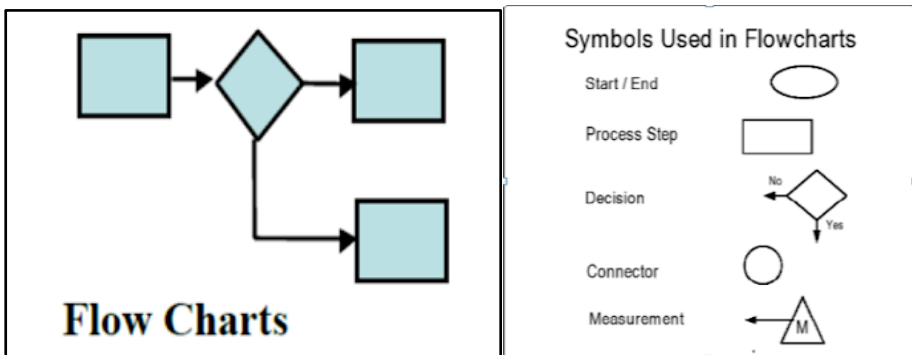 Flow Charts
Symbols Used in Flowcharts
Start / End
Process Step
Decision
No
Yes
Connector
Measurement
M